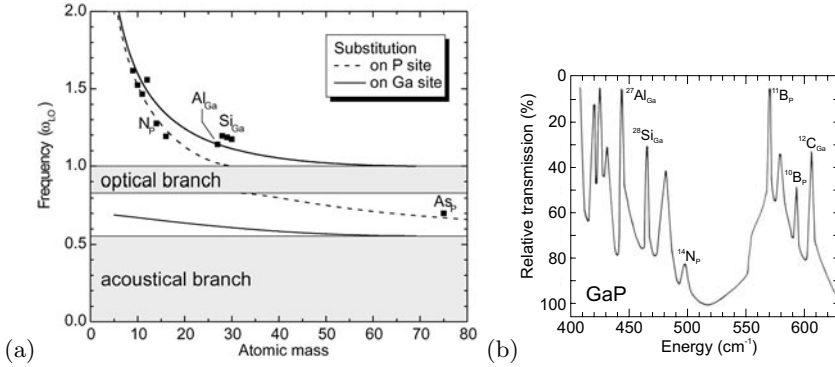 2.0
1.5
1.0
0.5
0.0
Frequency (ω_LO)
Substitution
on P site
on Ga site
Al_Ga
Si_Ga
N_P
As_P
optical branch
acoustical branch
0 10 20 30 40 50 60 70 80
Atomic mass
(a)
0
20
40
60
80
100
Relative transmission (%)
²⁷Al_Ga
²⁸Si_Ga
¹⁴N_P
¹¹B_P
¹⁰B_P
¹²C_Ga
GaP
400 450 500 550 600
Energy (cm⁻¹)
(b)